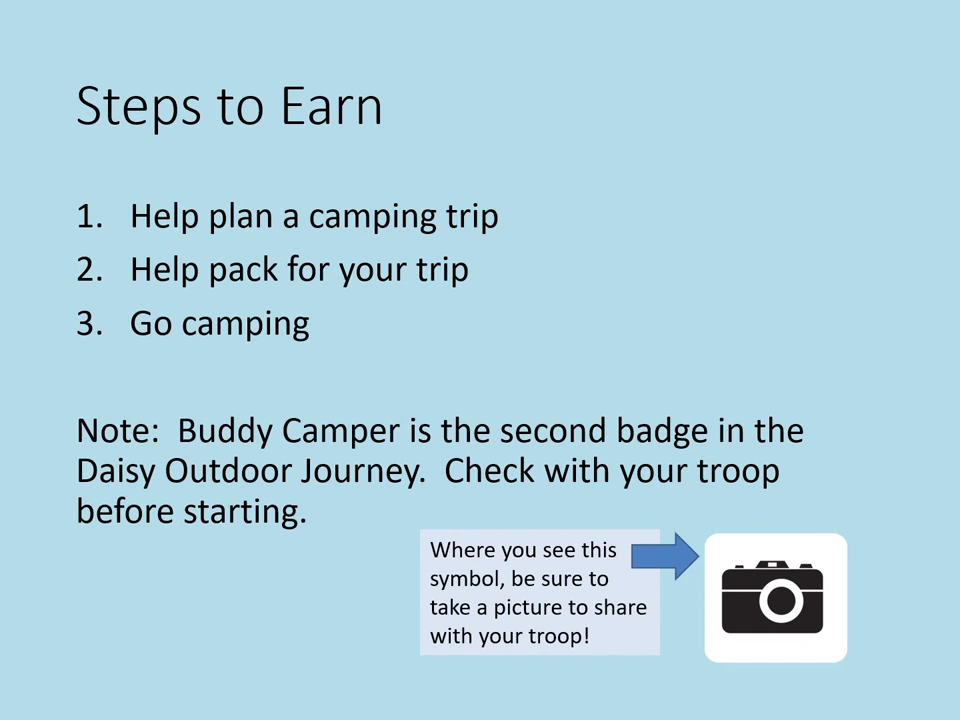 Steps to Earn
1. Help plan a camping trip
2. Help pack for your trip
3. Go camping
Note:  Buddy Camper is the second badge in the
Daisy Outdoor Journey.  Check with your troop
before starting.
Where you see this
symbol, be sure to
take a picture to share
with your troop!